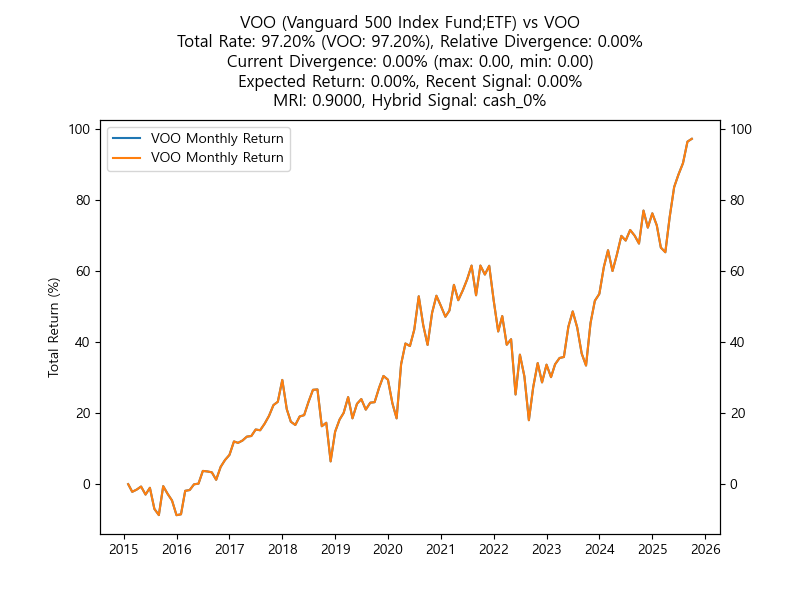 VOO (Vanguard 500 Index Fund;ETF) vs VOO
Total Rate: 97.20% (VOO: 97.20%), Relative Divergence: 0.00%
Current Divergence: 0.00% (max: 0.00, min: 0.00)
Expected Return: 0.00%, Recent Signal: 0.00%
MRI: 0.9000, Hybrid Signal: cash_0%
VOO Monthly Return
VOO Monthly Return
Total Return (%)
100
80
60
40
20
0
100
80
60
40
20
0
2015 2016 2017 2018 2019 2020 2021 2022 2023 2024 2025 2026